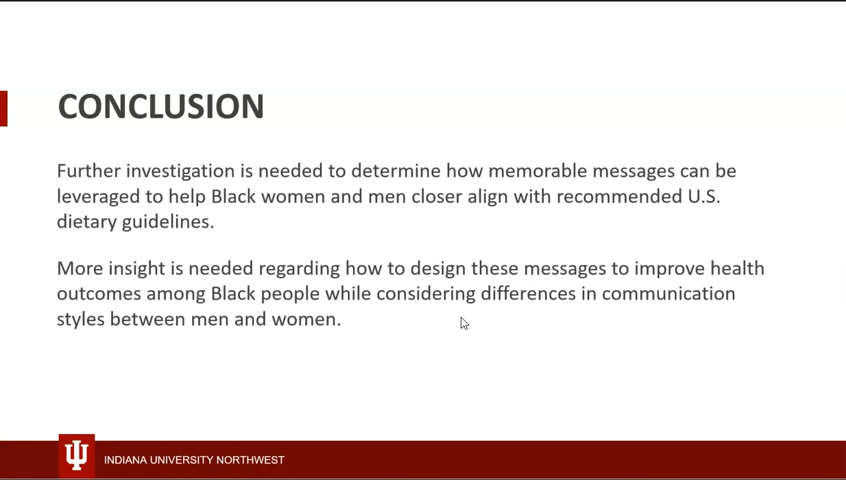 CONCLUSION
Further investigation is needed to determine how memorable messages can be
leveraged to help Black women and men closer align with recommended U.S.
dietary guidelines.
More insight is needed regarding how to design these messages to improve health
outcomes among Black people while considering differences in communication
styles between men and women.
INDIANA UNIVERSITY NORTHWEST